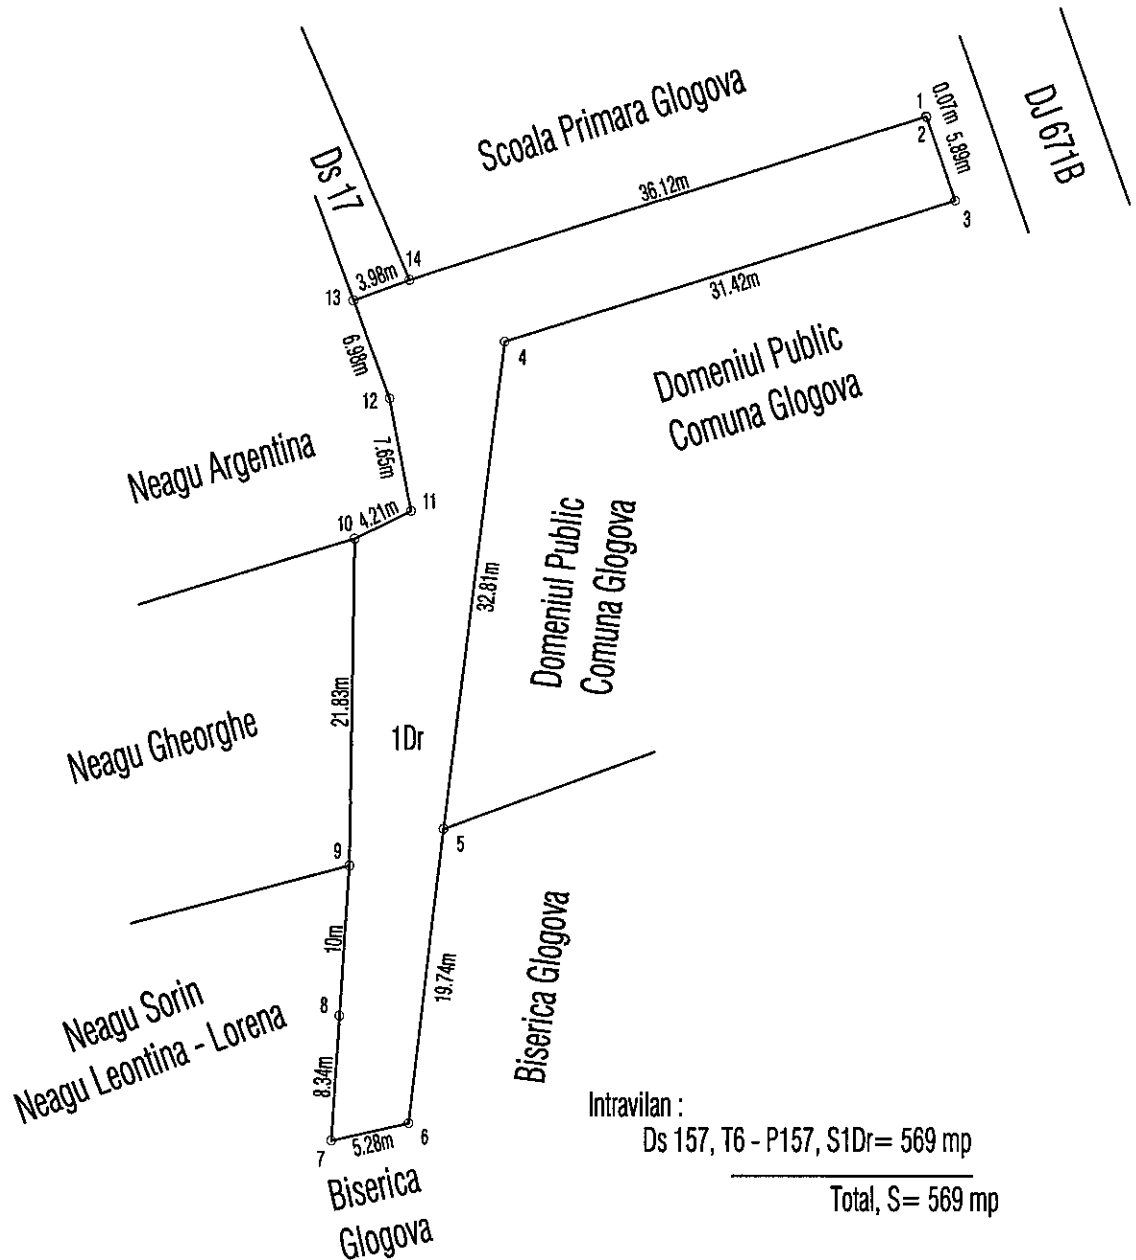 Scoala Primara Glogova
1
0.07m
2
5.89m
DJ 671B
Ds 17
36.12m
3
14
3.98m
13
31.42m
6.98m
4
Domeniul Public
Comuna Glogova
12
7.65m
Neagu Argentina
11
10
4.21m
Domeniul Public
Comuna Glogova
32.81m
21.83m
Neagu Gheorghe
1Dr
5
9
10m
19.74m
Biserica Glogova
8
Neagu Sorin
Neagu Leontina - Lorena
8.34m
6
5.28m
7
Biserica
Glogova
Intravilan :
Ds 157, T6 - P157, S1Dr= 569 mp
Total, S= 569 mp